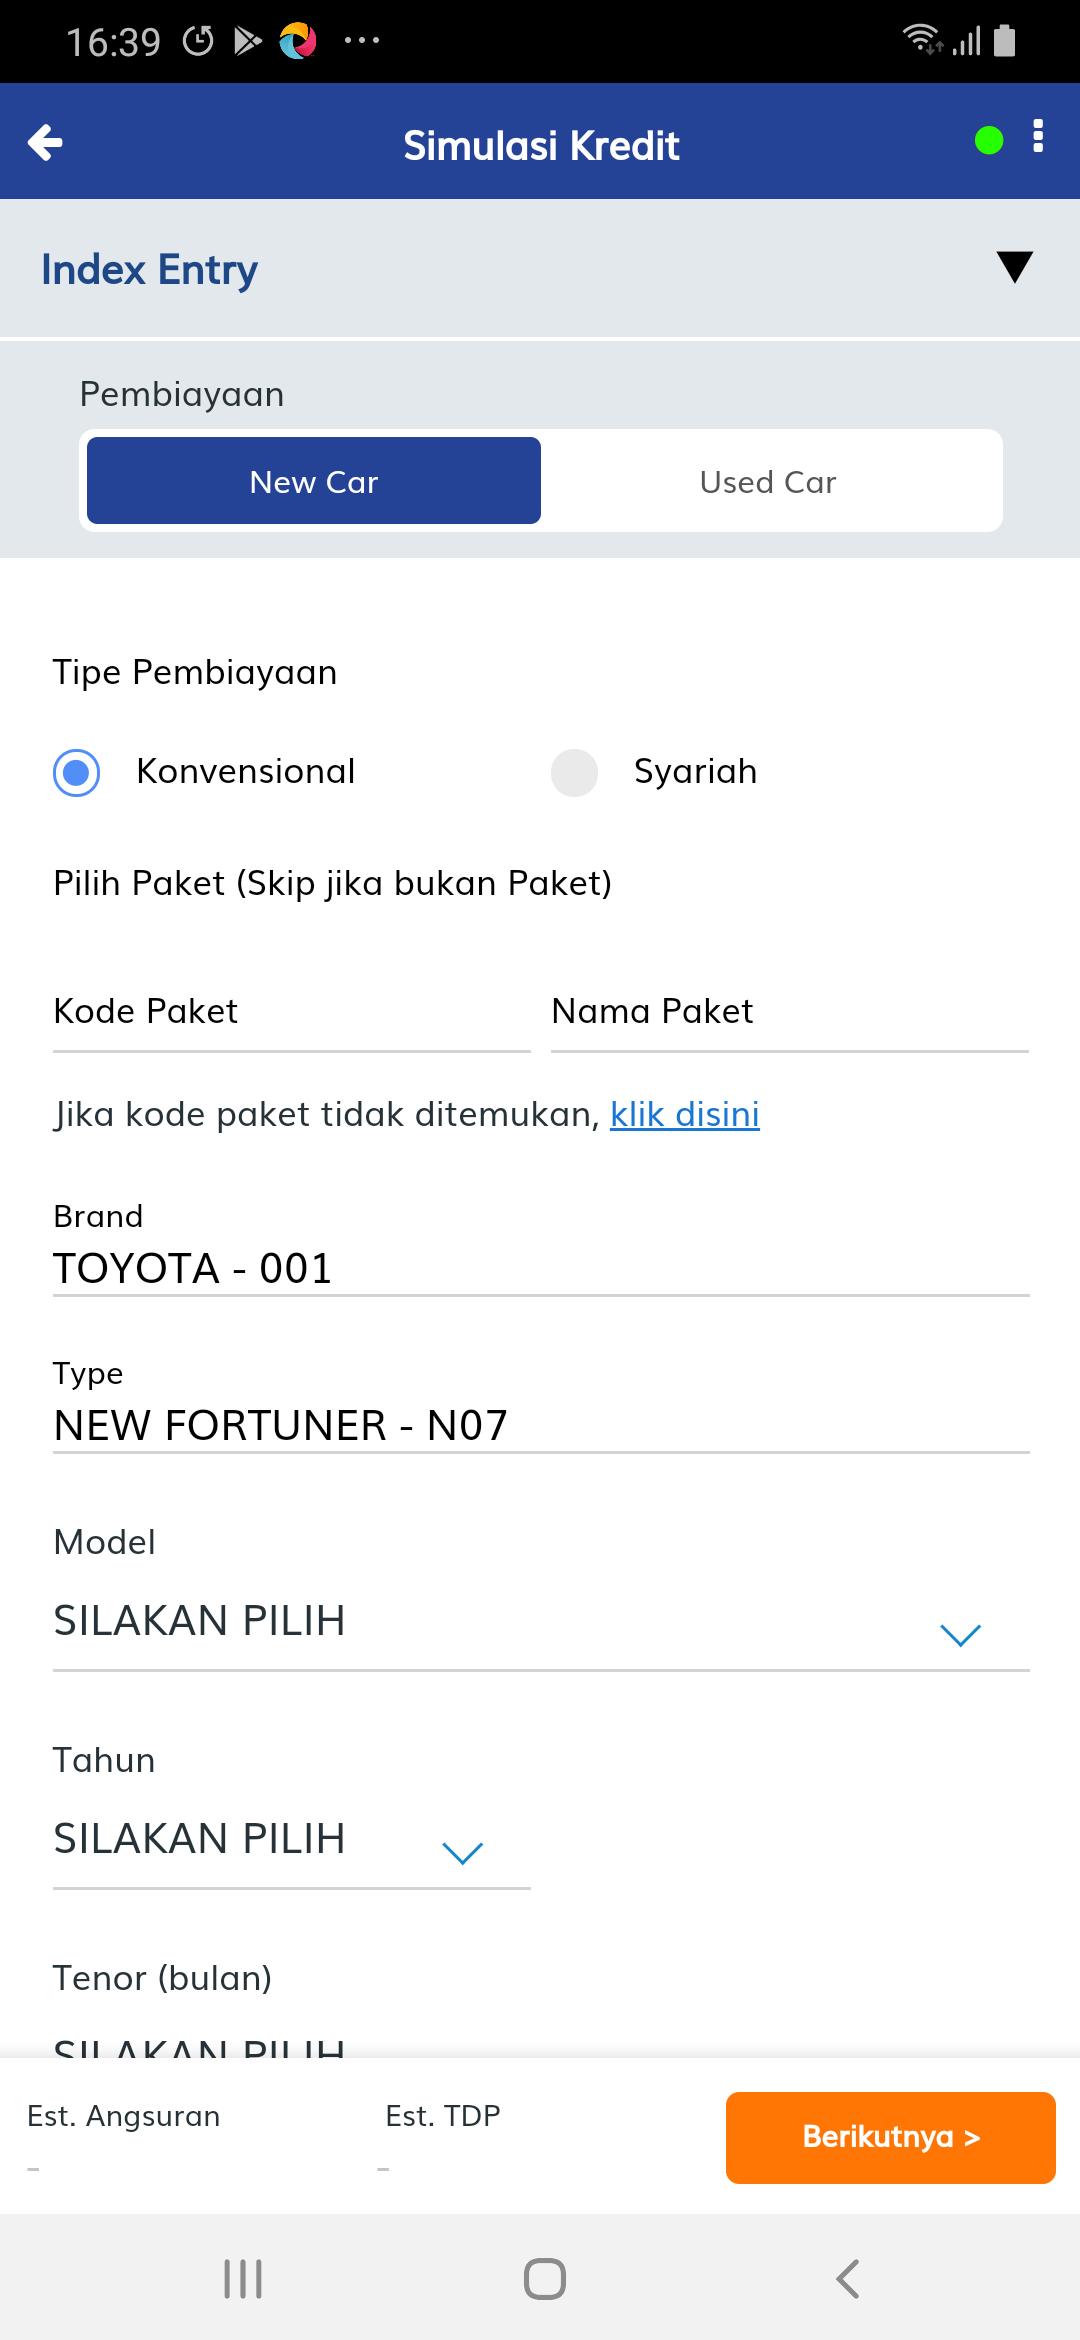 16:39
Simulasi Kredit
Index Entry
Pembiayaan
New Car
Used Car
Tipe Pembiayaan
Konvensional
Syariah
Pilih Paket (Skip jika bukan Paket)
Kode Paket
Nama Paket
Jika kode paket tidak ditemukan, klik disini
Brand
TOYOTA - 001
Type
NEW FORTUNER - N07
Model
SILAKAN PILIH
Tahun
SILAKAN PILIH
Tenor (bulan)
SILAKAN PILIH
Est. Angsuran
Est. TDP
-
-
Berikutnya >